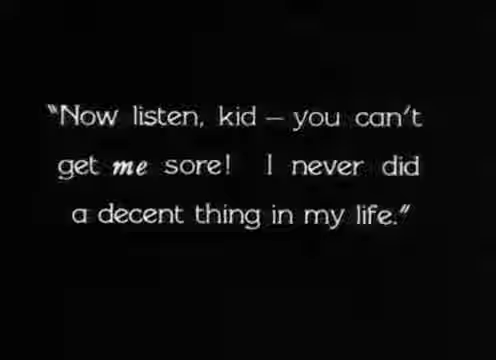 "Now listen, kid – you can't
get me sore! I never did
a decent thing in my life."